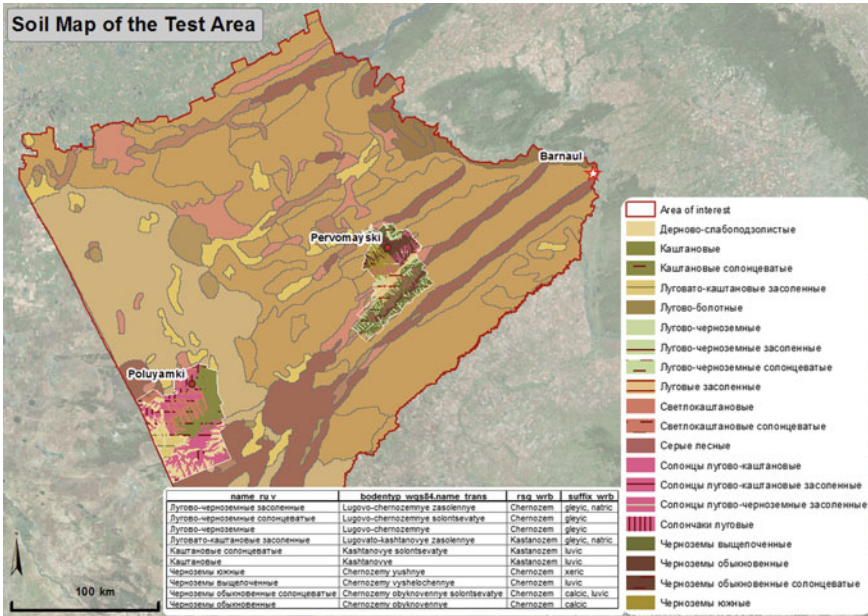 Soil Map of the Test Area
Barnaul
Pervomayski
Poluyamki
Area of interest
Дерново-слабоподзолистые
Каштановые
Каштановые солонцеватые
Луговато-каштановые засоленные
Лугово-болотные
Лугово-черноземные
Лугово-черноземные засоленные
Лугово-черноземные солонцеватые
Луговые засоленные
Светлокаштановые
Светлокаштановые солонцеватые
Серые лесные
Солонцы лугово-каштановые
Солонцы лугово-каштановые засоленные
Солонцы лугово-черноземные засоленные
Солончаки луговые
Черноземы выщелоченные
Черноземы обыкновенные
Черноземы обыкновенные солонцеватые
Черноземы южные
name_ru v bodentyp_wgs84.name_trans rsg_wrb suffix_wrb
Лугово-черноземные засоленные Lugovo-chernozemnye zasolennye Chernozem gleyic, natric
Лугово-черноземные солонцеватые Lugovo-chernozemnye solontsevatye Chernozem gleyic
Лугово-черноземные Lugovo-chernozemnye Chernozem gleyic
Луговато-каштановые засоленные Lugovato-kashtanovye zasolennye Kastanozem gleyic, natric
Каштановые солонцеватые Kashtanovye solontsevatye Kastanozem luvic
Каштановые Kashtanovye Kastanozem luvic
Черноземы южные Chernozemy yushnye Chernozem xeric
Черноземы выщелоченные Chernozemy vyshelochennye Chernozem luvic
Черноземы обыкновенные солонцеватые Chernozemy obyknovennye solontsevatye Chernozem calcic, luvic
Черноземы обыкновенные Chernozemy obyknovennye Chernozem calcic
100 km